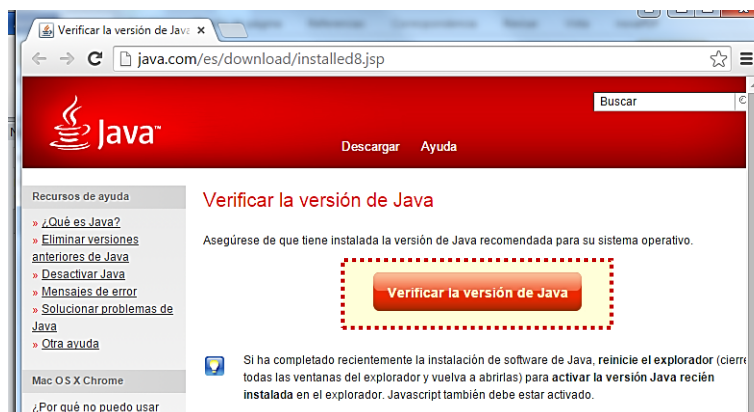 Verificar la versión de Java
java.com/es/download/installed8.jsp
Buscar
Java™
Descargar Ayuda
Recursos de ayuda
» ¿Qué es Java?
» Eliminar versiones
anteriores de Java
» Desactivar Java
» Mensajes de error
» Solucionar problemas de
Java
» Otra ayuda
Mac OS X Chrome
¿Por qué no puedo usar
Verificar la versión de Java
Asegúrese de que tiene instalada la versión de Java recomendada para su sistema operativo.
Verificar la versión de Java
Si ha completado recientemente la instalación de software de Java, reinicie el explorador (cierre
todas las ventanas del explorador y vuelva a abrirlas) para activar la versión Java recién
instalada en el explorador. Javascript también debe estar activado.